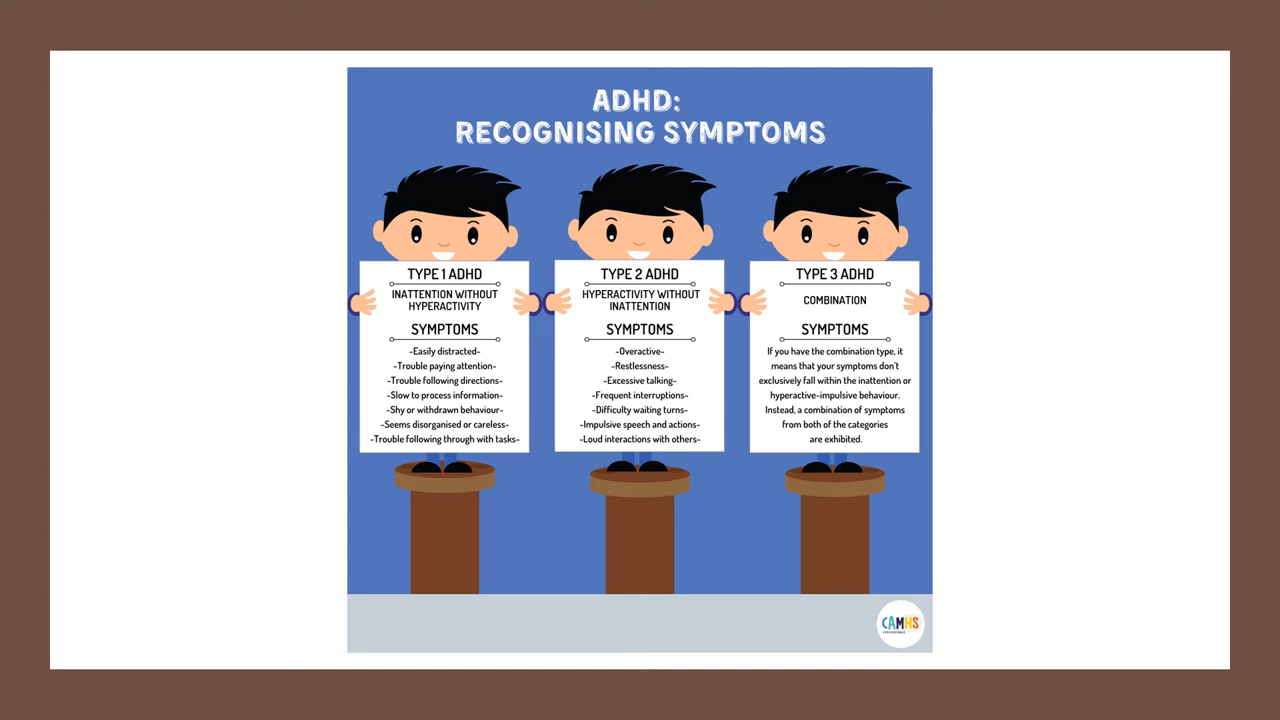 ADHD:
RECOGNISING SYMPTOMS
TYPE 1 ADHD
INATTENTION WITHOUT
HYPERACTIVITY
SYMPTOMS
-Easily distracted-
-Trouble paying attention-
-Trouble following directions-
-Slow to process information-
-Shy or withdrawn behaviour-
-Seems disorganised or careless-
-Trouble following through with tasks-
TYPE 2 ADHD
HYPERACTIVITY WITHOUT
INATTENTION
SYMPTOMS
-Overactive-
-Restlessness-
-Excessive talking-
-Frequent interruptions-
-Difficulty waiting turns-
-Impulsive speech and actions-
-Loud interactions with others-
TYPE 3 ADHD
COMBINATION
SYMPTOMS
If you have the combination type, it
means that your symptoms don't
exclusively fall within the inattention or
hyperactive-impulsive behaviour.
Instead, a combination of symptoms
from both of the categories
are exhibited.
CAMHS